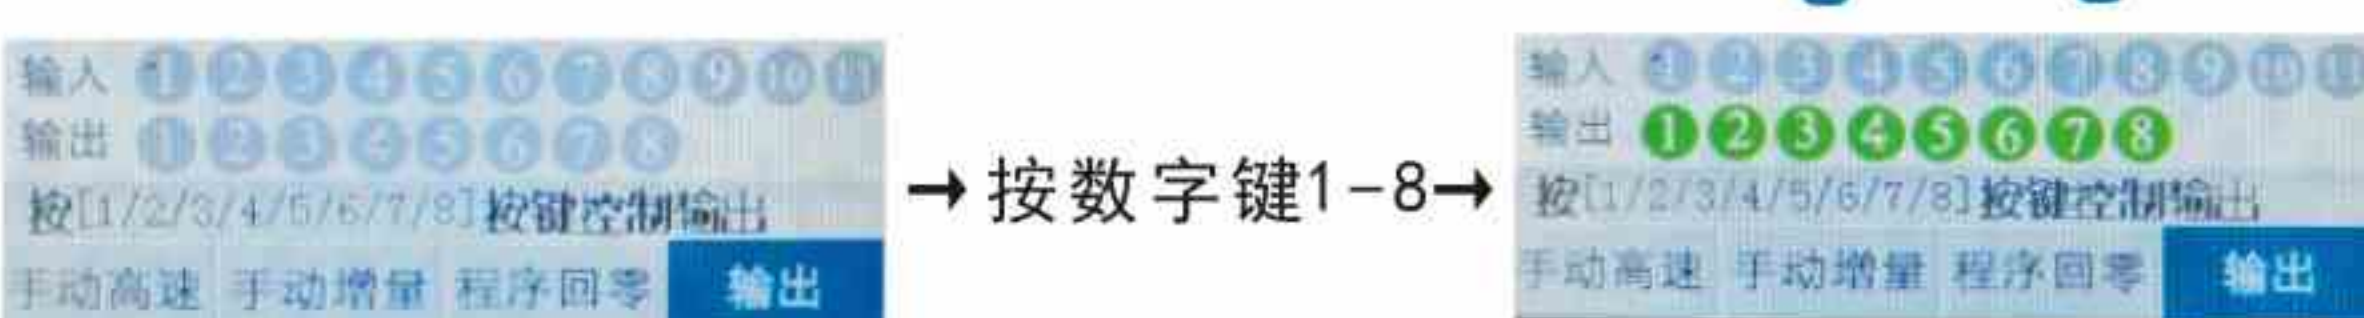 输入 1 2 3 4 5 6 7 8 9 10 11
输出 1 2 3 4 5 6 7 8
按[1/2/3/4/5/6/7/8]按键控制输出
手动高速 手动增量 程序回零 输出
→按数字键1-8→
输入 1 2 3 4 5 6 7 8 9 10 11
输出 1 2 3 4 5 6 7 8
按[1/2/3/4/5/6/7/8]按键控制输出
手动高速 手动增量 程序回零 输出